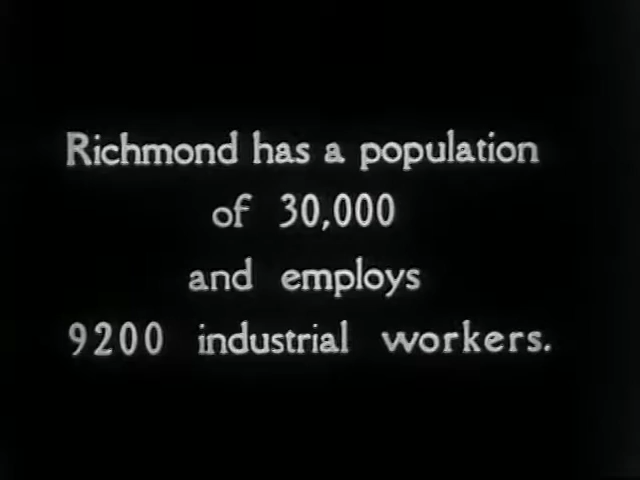 Richmond has a population
of 30,000
and employs
9200 industrial workers.